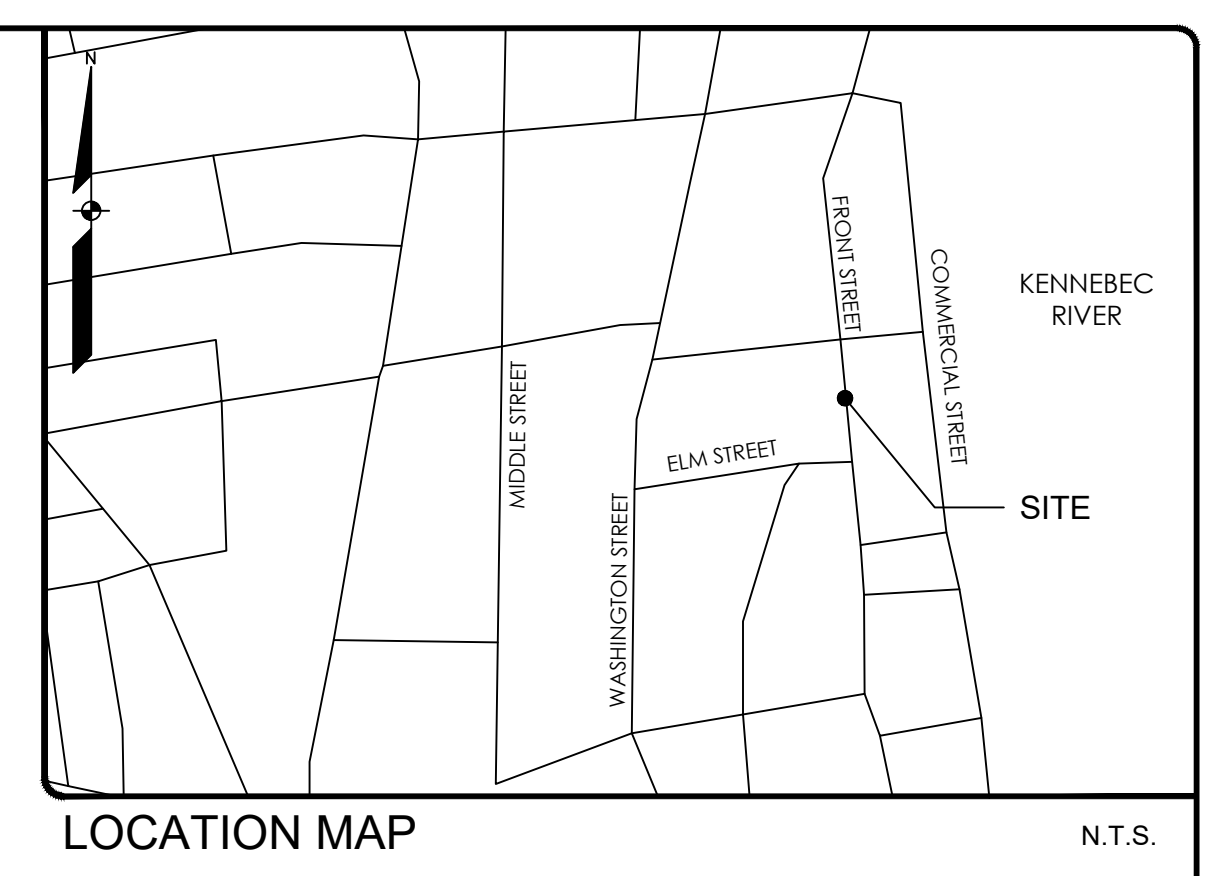 N
FRONT STREET
COMMERCIAL STREET
KENNEBEC
RIVER
MIDDLE STREET
ELM STREET
WASHINGTON STREET
SITE
LOCATION MAP
N.T.S.